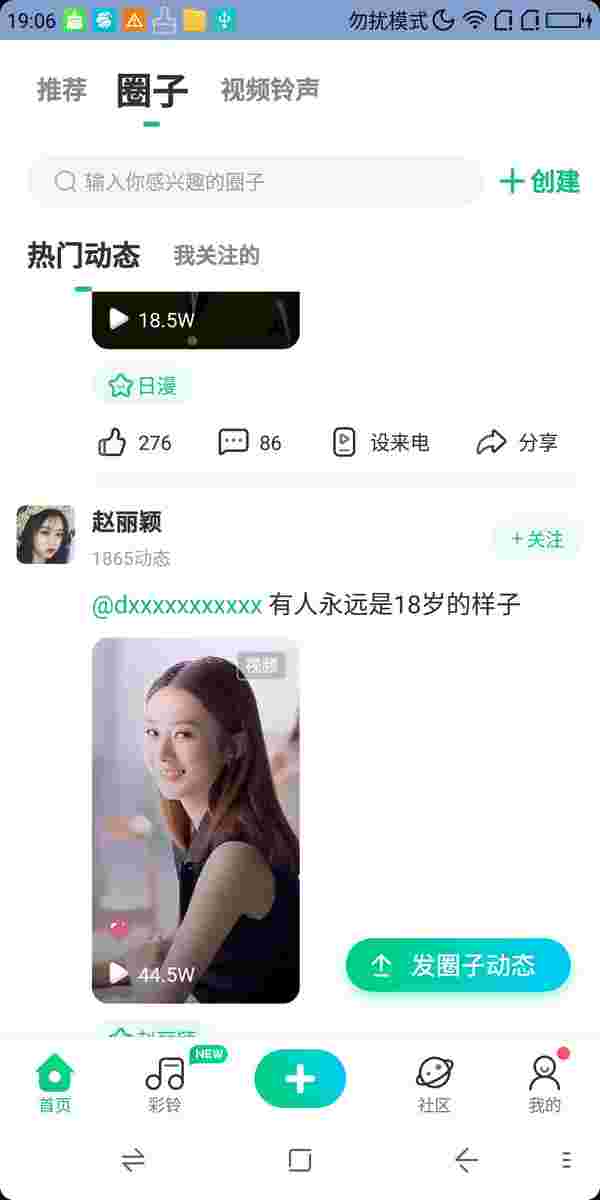 19:06 勿扰模式
推荐 圈子 视频铃声
输入你感兴趣的圈子 创建
热门动态 我关注的
18.5W
日漫
276 86 设来电 分享
赵丽颖
+关注
1865动态
@dxxxxxxxxxxx 有人永远是18岁的样子
视频
44.5W
发圈子动态
赵丽颖
NEW
首页 彩铃 社区 我的